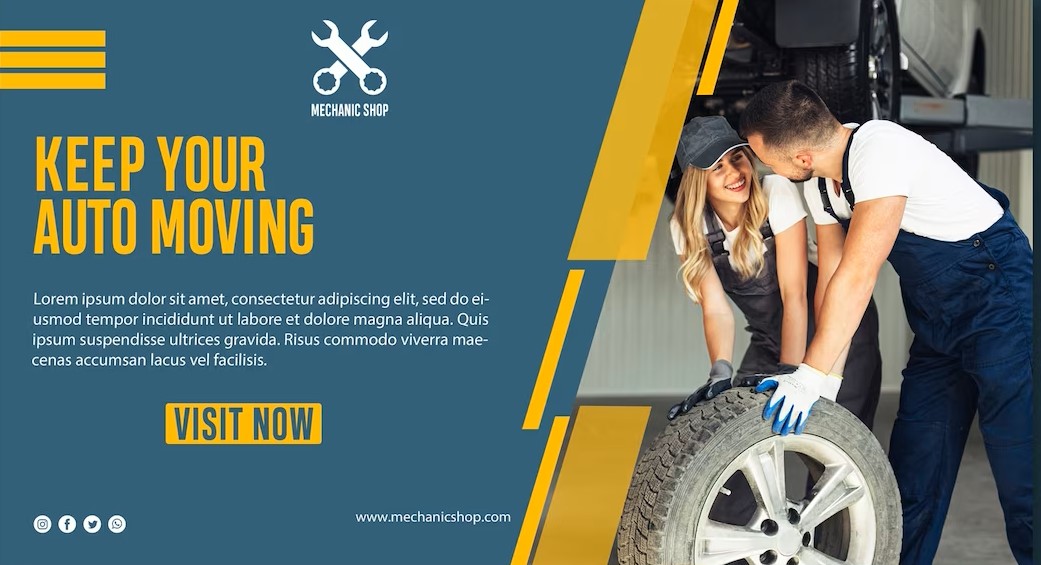 MECHANIC SHOP
KEEP YOUR
AUTO MOVING
Lorem ipsum dolor sit amet, consectetur adipiscing elit, sed do ei-
usmod tempor incididunt ut labore et dolore magna aliqua. Quis
ipsum suspendisse ultrices gravida. Risus commodo viverra mae-
cenas accumsan lacus vel facilisis.
VISIT NOW
www.mechanicshop.com